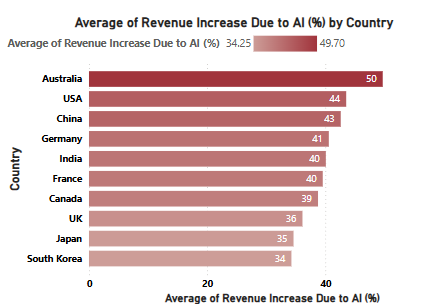 Average of Revenue Increase Due to AI (%) by Country
Average of Revenue Increase Due to AI (%) 34.25 49.70
Country
Australia 50
USA 44
China 43
Germany 41
India 40
France 40
Canada 39
UK 36
Japan 35
South Korea 34
0 20 40
Average of Revenue Increase Due to AI (%)